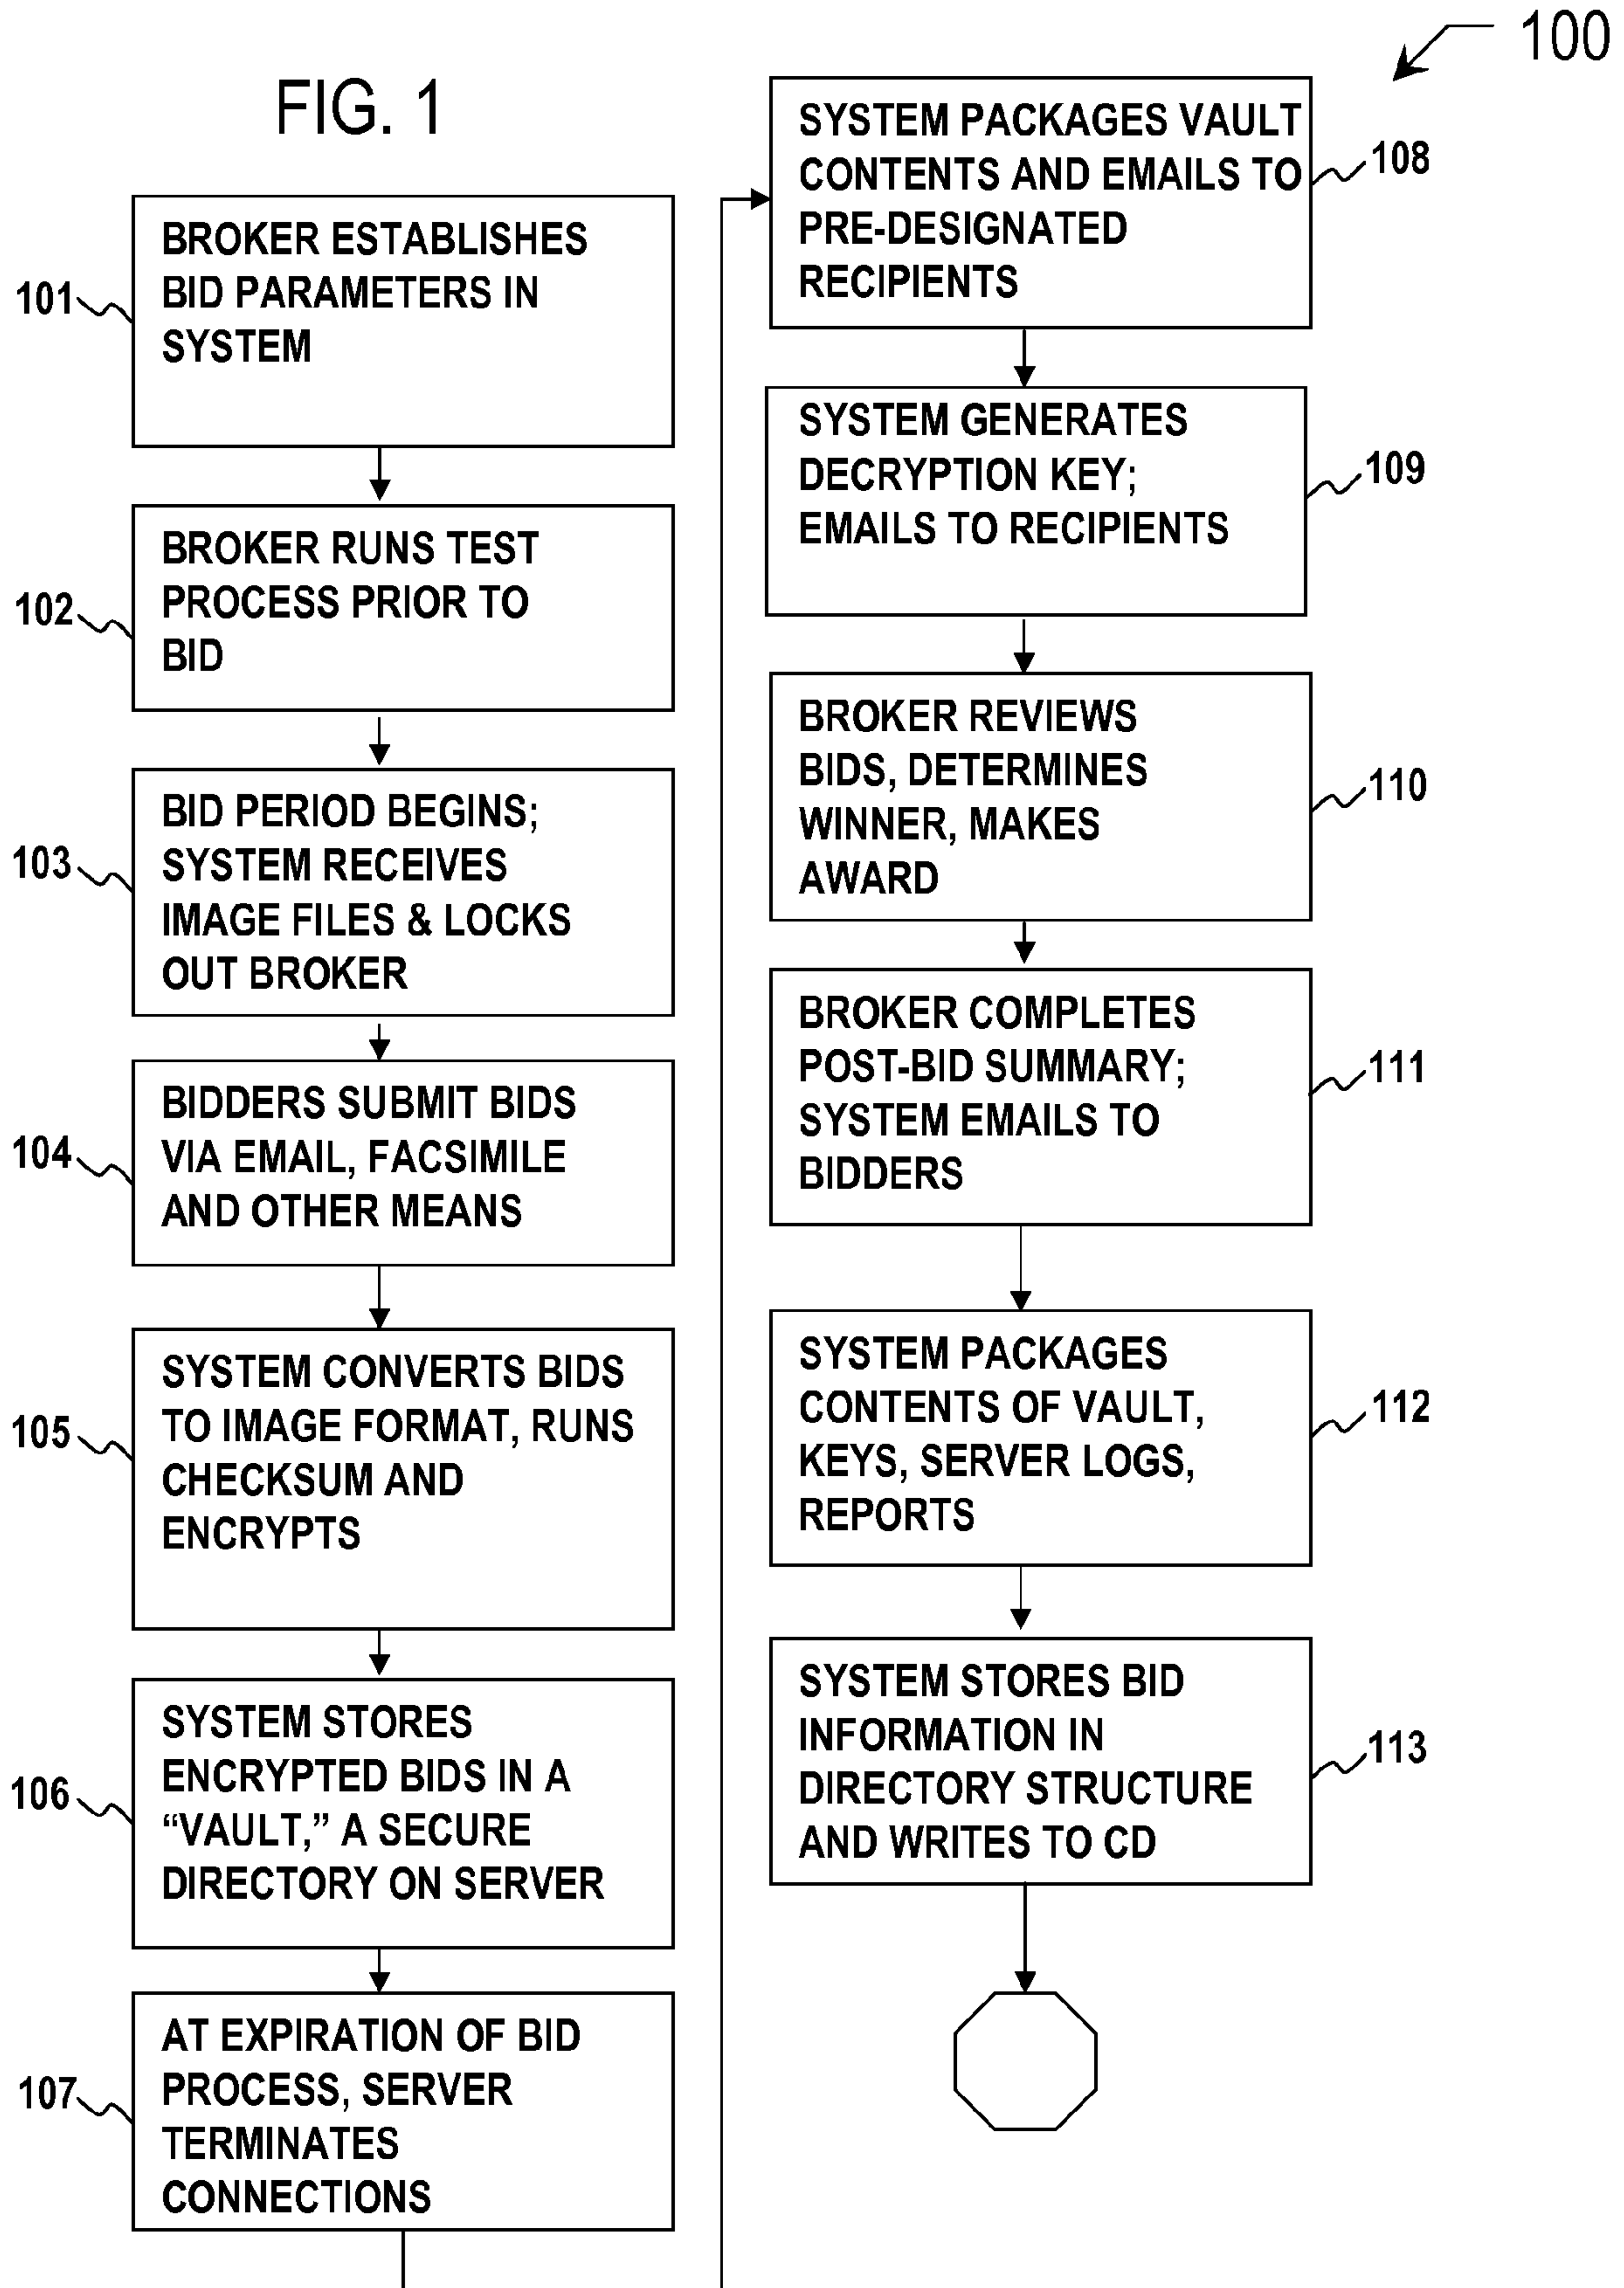 FIG. 1
100
101
BROKER ESTABLISHES
BID PARAMETERS IN
SYSTEM
102
BROKER RUNS TEST
PROCESS PRIOR TO
BID
103
BID PERIOD BEGINS;
SYSTEM RECEIVES
IMAGE FILES & LOCKS
OUT BROKER
104
BIDDERS SUBMIT BIDS
VIA EMAIL, FACSIMILE
AND OTHER MEANS
105
SYSTEM CONVERTS BIDS
TO IMAGE FORMAT, RUNS
CHECKSUM AND
ENCRYPTS
106
SYSTEM STORES
ENCRYPTED BIDS IN A
“VAULT,” A SECURE
DIRECTORY ON SERVER
107
AT EXPIRATION OF BID
PROCESS, SERVER
TERMINATES
CONNECTIONS
SYSTEM PACKAGES VAULT
CONTENTS AND EMAILS TO
PRE-DESIGNATED
RECIPIENTS
108
SYSTEM GENERATES
DECRYPTION KEY;
EMAILS TO RECIPIENTS
109
BROKER REVIEWS
BIDS, DETERMINES
WINNER, MAKES
AWARD
110
BROKER COMPLETES
POST-BID SUMMARY;
SYSTEM EMAILS TO
BIDDERS
111
SYSTEM PACKAGES
CONTENTS OF VAULT,
KEYS, SERVER LOGS,
REPORTS
112
SYSTEM STORES BID
INFORMATION IN
DIRECTORY STRUCTURE
AND WRITES TO CD
113